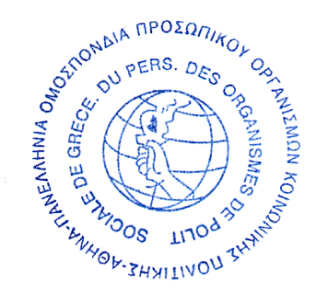 ΠΑΝΕΛΛΗΝΙΑ ΟΜΟΣΠΟΝΔΙΑ ΠΡΟΣΩΠΙΚΟΥ ΟΡΓΑΝΙΣΜΩΝ ΚΟΙΝΩΝΙΚΗΣ ΠΟΛΙΤΙΚΗΣ-ΑΘΗΝΑ-
SOCIALE DE GRECE. DU PERS. DES ORGANISMES DE POLIT